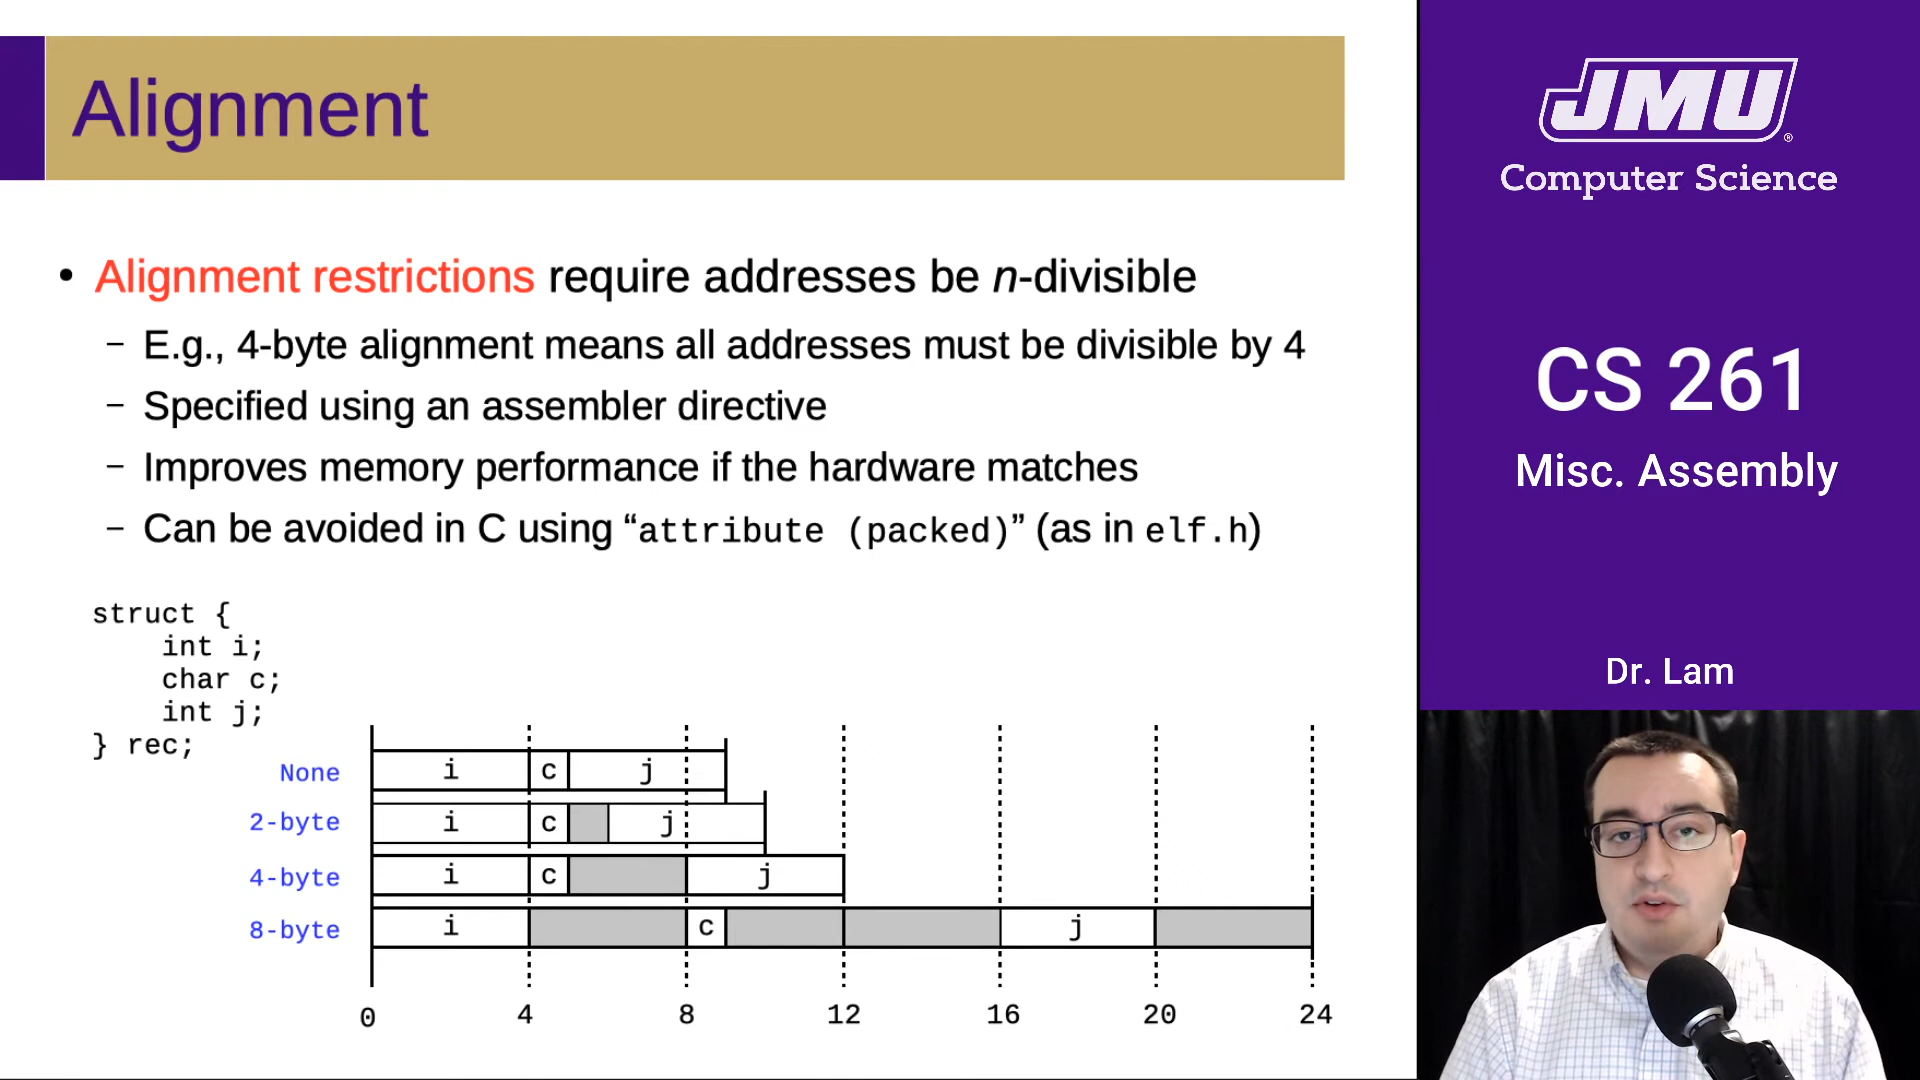 Alignment
• Alignment restrictions require addresses be n-divisible
– E.g., 4-byte alignment means all addresses must be divisible by 4
– Specified using an assembler directive
– Improves memory performance if the hardware matches
– Can be avoided in C using “attribute (packed)” (as in elf.h)
struct {
    int i;
    char c;
    int j;
} rec;
None i c j
2-byte i c j
4-byte i c j
8-byte i c j
0 4 8 12 16 20 24
JMU®
Computer Science
CS 261
Misc. Assembly
Dr. Lam